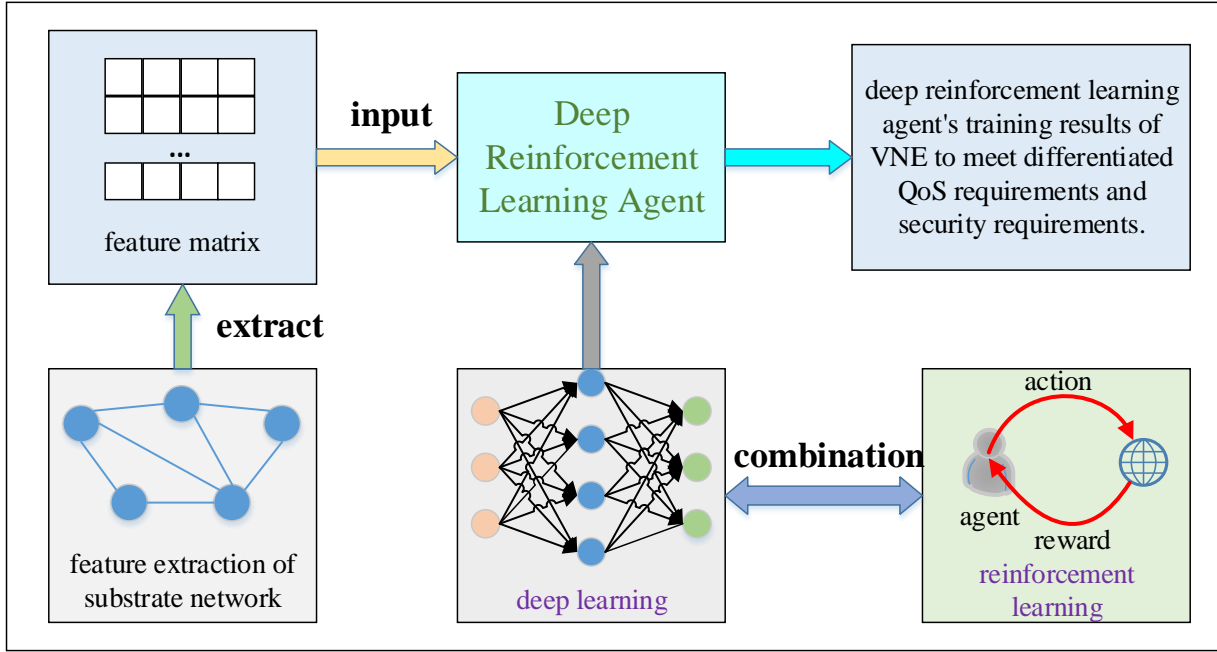 ...
feature matrix
input
Deep
Reinforcement
Learning Agent
deep reinforcement learning
agent's training results of
VNE to meet differentiated
QoS requirements and
security requirements.
extract
feature extraction of
substrate network
deep learning
combination
action
agent
reward
reinforcement
learning